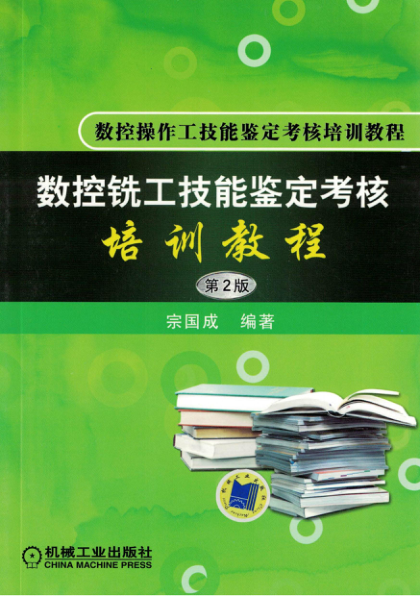 数控操作工技能鉴定考核培训教程
数控铣工技能鉴定考核
培训教程
第2版
宗国成 编著
机械工业出版社
CHINA MACHINE PRESS